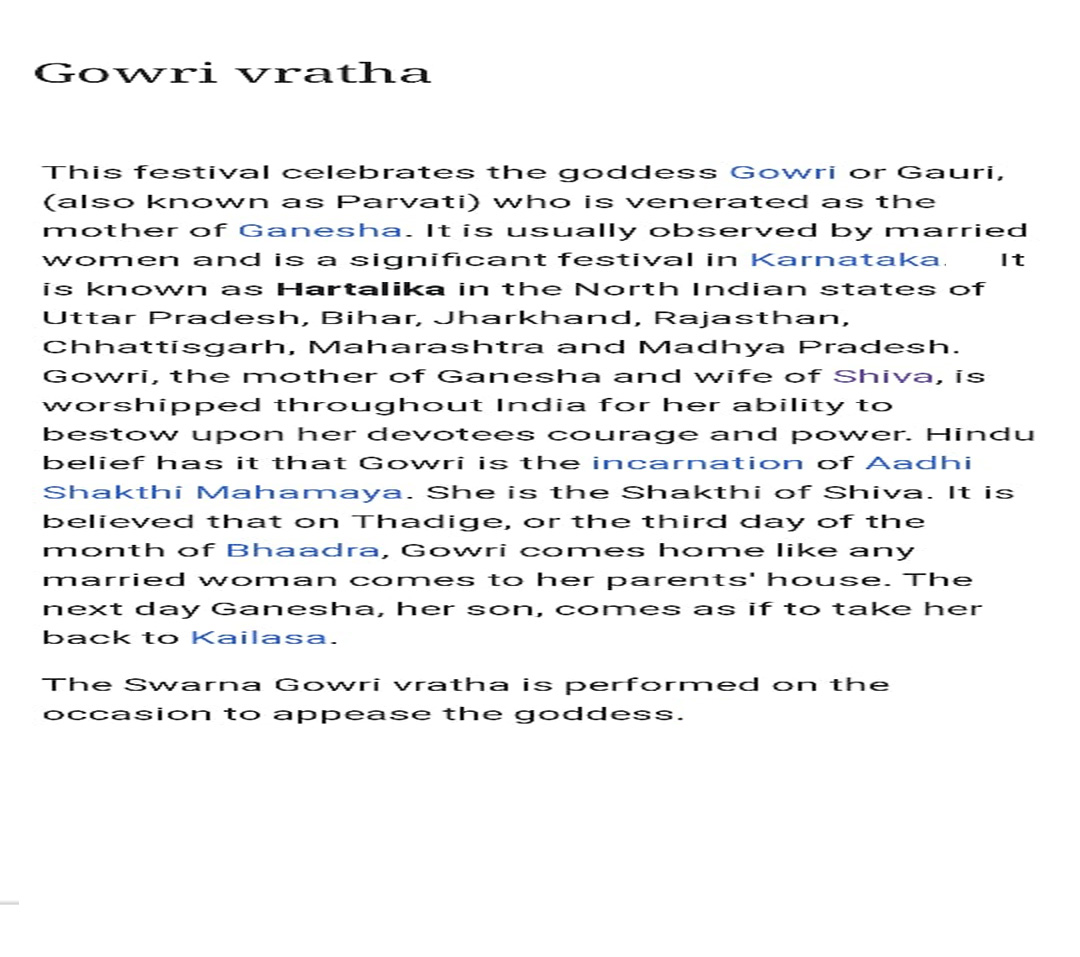 Gowri vratha
This festival celebrates the goddess Gowri or Gauri,
(also known as Parvati) who is venerated as the
mother of Ganesha. It is usually observed by married
women and is a significant festival in Karnataka. It
is known as Hartalika in the North Indian states of
Uttar Pradesh, Bihar, Jharkhand, Rajasthan,
Chhattisgarh, Maharashtra and Madhya Pradesh.
Gowri, the mother of Ganesha and wife of Shiva, is
worshipped throughout India for her ability to
bestow upon her devotees courage and power. Hindu
belief has it that Gowri is the incarnation of Aadhi
Shakthi Mahamaya. She is the Shakthi of Shiva. It is
believed that on Thadige, or the third day of the
month of Bhaadra, Gowri comes home like any
married woman comes to her parents' house. The
next day Ganesha, her son, comes as if to take her
back to Kailasa.
The Swarna Gowri vratha is performed on the
occasion to appease the goddess.